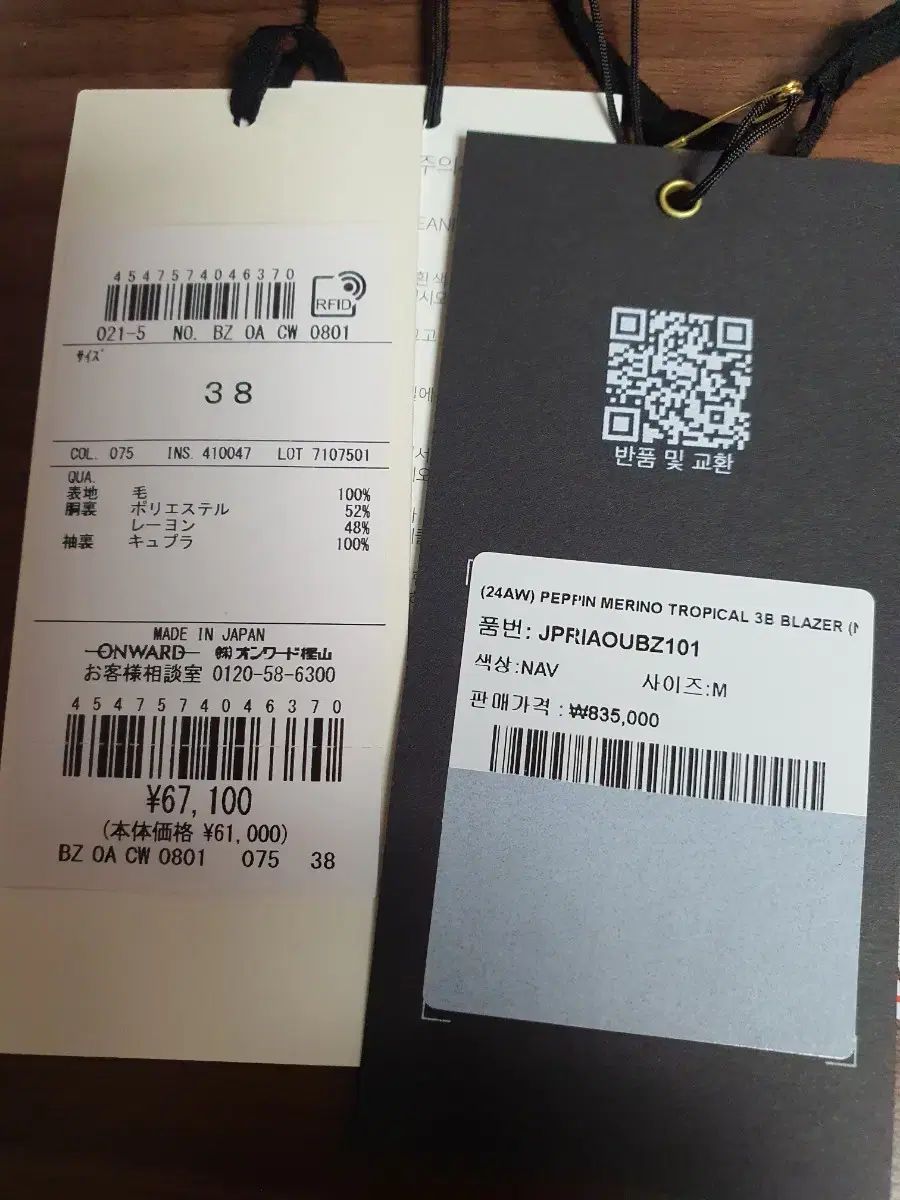 4547574046370
RFID
021-5 NO. BZ OA CW 0801
サイズ
38
COL. 075 INS. 410047 LOT 7107501
QUA.
表地 毛 100%
胴裏 ポリエステル 52%
レーヨン 48%
袖裏 キュプラ 100%
MADE IN JAPAN
ONWARD ㈱オンワード樫山
お客様相談室 0120-58-6300
4547574046370
¥67,100
(本体価格 ¥61,000)
BZ OA CW 0801 075 38
주의
반품 및 교환
(24AW) PEPPIN MERINO TROPICAL 3B BLAZER
품번: JPRIAOUBZ101
색상:NAV 사이즈:M
판매가격 : ₩835,000